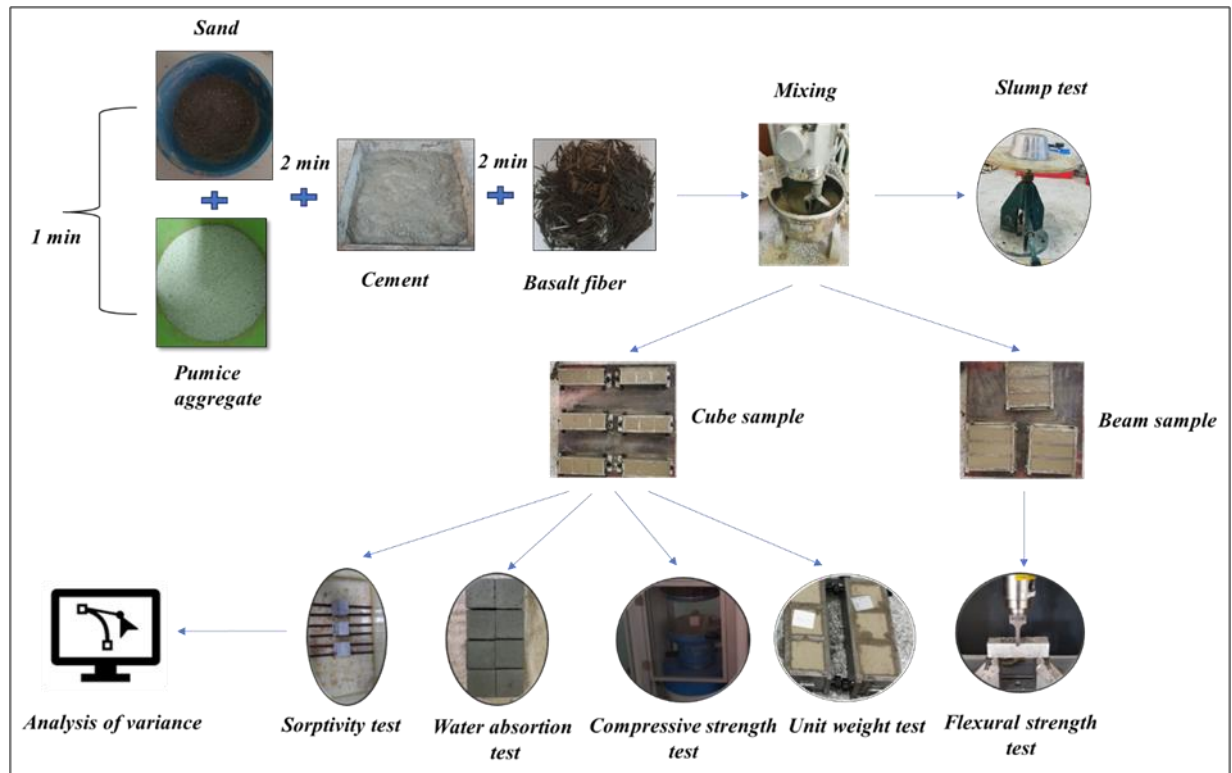 Sand
Mixing
Slump test
2 min
2 min
1 min
Cement
Basalt fiber
Pumice
aggregate
Cube sample
Beam sample
Analysis of variance
Sorptivity test
Water absortion
test
Compressive strength
test
Unit weight test
Flexural strength
test